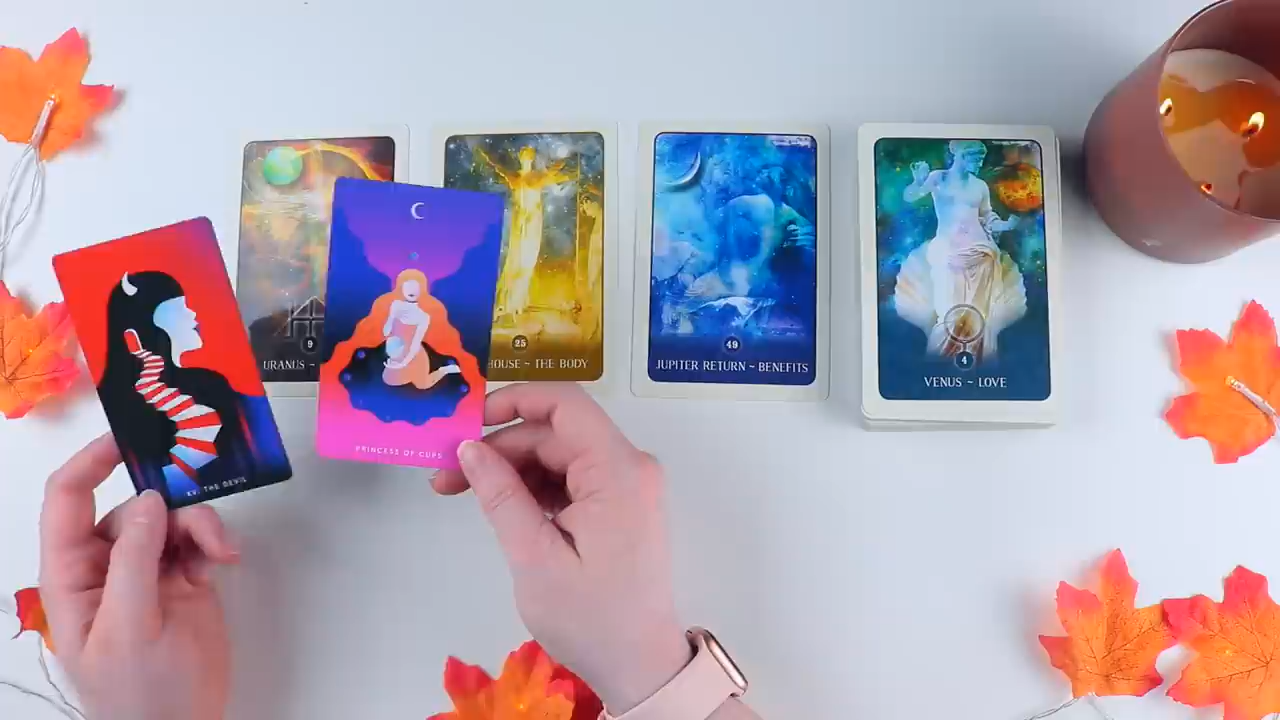 9
URANUS ~
25
HOUSE ~ THE BODY
49
JUPITER RETURN ~ BENEFITS
4
VENUS ~ LOVE
XV. THE DEVIL
PRINCESS OF CUPS